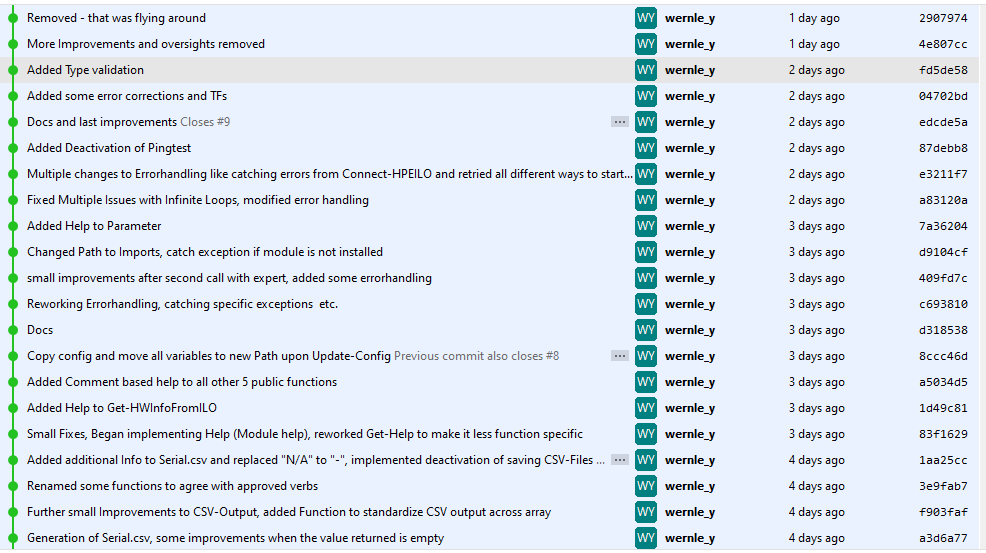 Removed - that was flying around WY wernle_y 1 day ago 2907974
More Improvements and oversights removed WY wernle_y 1 day ago 4e807cc
Added Type validation WY wernle_y 2 days ago fd5de58
Added some error corrections and TFs WY wernle_y 2 days ago 04702bd
Docs and last improvements Closes #9 ... WY wernle_y 2 days ago edcde5a
Added Deactivation of Pingtest WY wernle_y 2 days ago 87debb8
Multiple changes to Errorhandling like catching errors from Connect-HPEILO and retried all different ways to start... WY wernle_y 2 days ago e3211f7
Fixed Multiple Issues with Infinite Loops, modified error handling WY wernle_y 2 days ago a83120a
Added Help to Parameter WY wernle_y 3 days ago 7a36204
Changed Path to Imports, catch exception if module is not installed WY wernle_y 3 days ago d9104cf
small improvements after second call with expert, added some errorhandling WY wernle_y 3 days ago 409fd7c
Reworking Errorhandling, catching specific exceptions  etc. WY wernle_y 3 days ago c693810
Docs WY wernle_y 3 days ago d318538
Copy config and move all variables to new Path upon Update-Config Previous commit also closes #8 ... WY wernle_y 3 days ago 8ccc46d
Added Comment based help to all other 5 public functions WY wernle_y 3 days ago a5034d5
Added Help to Get-HWInfoFromILO WY wernle_y 3 days ago 1d49c81
Small Fixes, Began implementing Help (Module help), reworked Get-Help to make it less function specific WY wernle_y 3 days ago 83f1629
Added additional Info to Serial.csv and replaced "N/A" to "-", implemented deactivation of saving CSV-Files ... ... WY wernle_y 4 days ago 1aa25cc
Renamed some functions to agree with approved verbs WY wernle_y 4 days ago 3e9fab7
Further small Improvements to CSV-Output, added Function to standardize CSV output across array WY wernle_y 4 days ago f903faf
Generation of Serial.csv, some improvements when the value returned is empty WY wernle_y 4 days ago a3d6a77